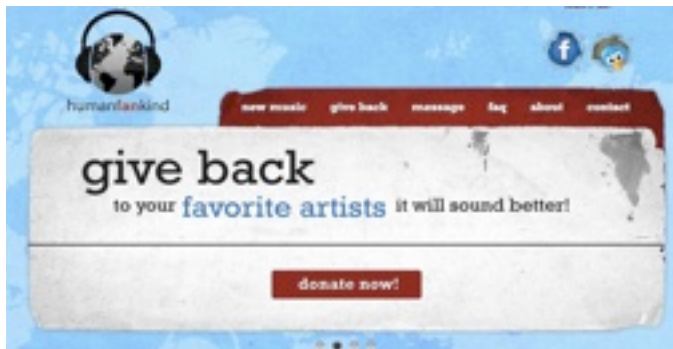 humanfankind
new music give back message faq about contact
give back
to your favorite artists it will sound better!
donate now!